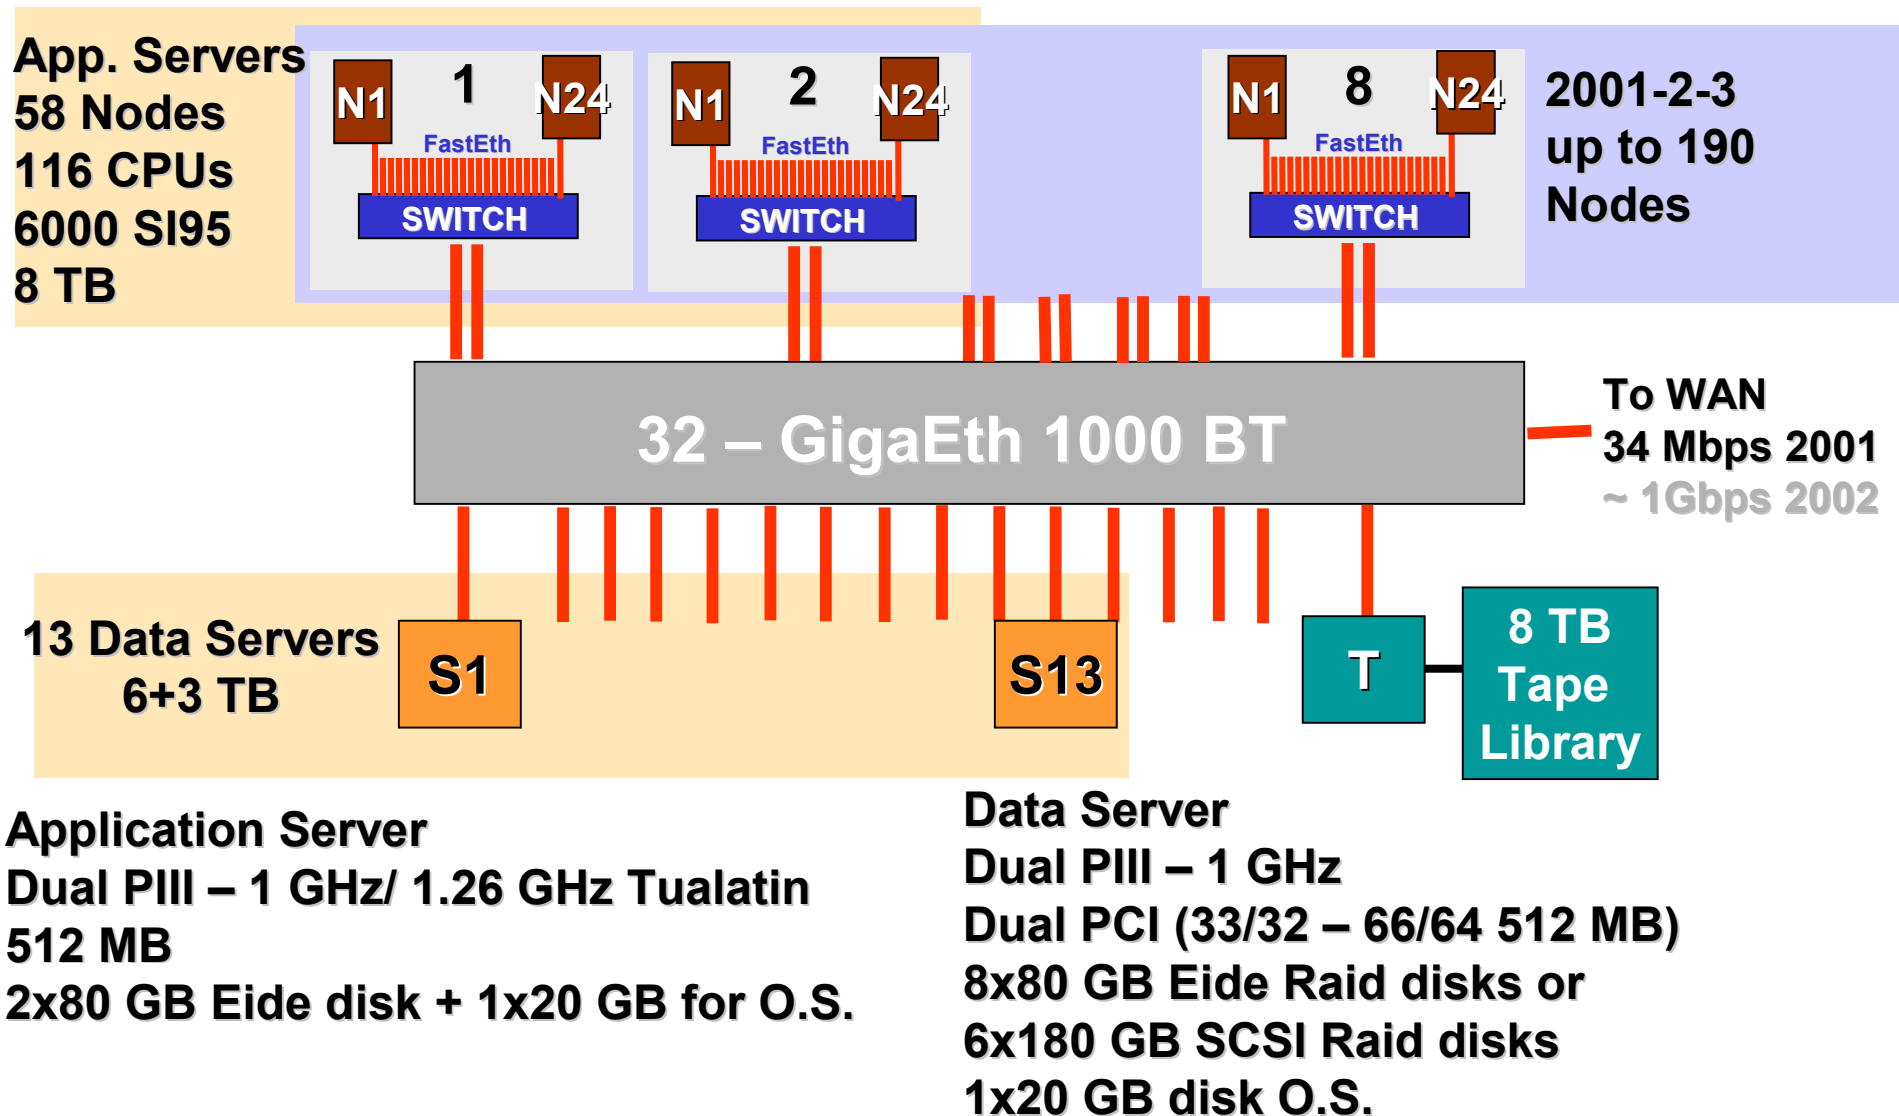 App. Servers
58 Nodes
116 CPUs
6000 SI95
8 TB
N1
1
N24
FastEth
SWITCH
N1
2
N24
FastEth
SWITCH
N1
8
N24
FastEth
SWITCH
2001-2-3
up to 190
Nodes
32 – GigaEth 1000 BT
To WAN
34 Mbps 2001
~ 1Gbps 2002
13 Data Servers
6+3 TB
S1
S13
T
8 TB
Tape
Library
Application Server
Dual PIII – 1 GHz/ 1.26 GHz Tualatin
512 MB
2x80 GB Eide disk + 1x20 GB for O.S.
Data Server
Dual PIII – 1 GHz
Dual PCI (33/32 – 66/64 512 MB)
8x80 GB Eide Raid disks or
6x180 GB SCSI Raid disks
1x20 GB disk O.S.